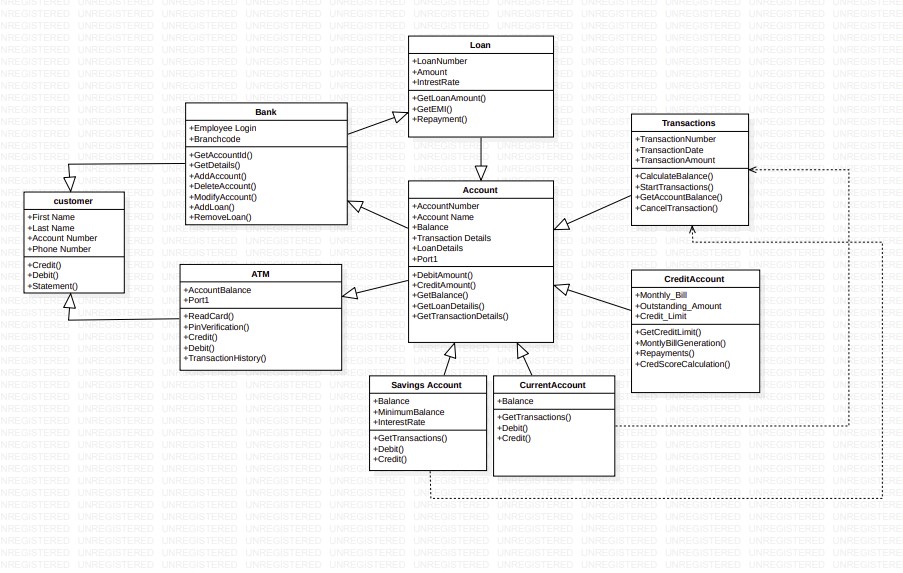 Loan
+LoanNumber
+Amount
+IntrestRate
+GetLoanAmount()
+GetEMI()
+Repayment()
Bank
+Employee Login
+Branchcode
+GetAccountId()
+GetDetails()
+AddAccount()
+DeleteAccount()
+ModifyAccount()
+AddLoan()
+RemoveLoan()
Transactions
+TransactionNumber
+TransactionDate
+TransactionAmount
+CalculateBalance()
+StartTransactions()
+GetAccountBalance()
+CancelTransaction()
customer
+First Name
+Last Name
+Account Number
+Phone Number
+Credit()
+Debit()
+Statement()
Account
+AccountNumber
+Account Name
+Balance
+Transaction Details
+LoanDetails
+Port1
+DebitAmount()
+CreditAmount()
+GetBalance()
+GetLoanDetailis()
+GetTransactionDetails()
ATM
+AccountBalance
+Port1
+ReadCard()
+PinVerification()
+Credit()
+Debit()
+TransactionHistory()
CreditAccount
+Monthly_Bill
+Outstanding_Amount
+Credit_Limit
+GetCreditLimit()
+MontlyBillGeneration()
+Repayments()
+CredScoreCalculation()
Savings Account
+Balance
+MinimumBalance
+InterestRate
+GetTransactions()
+Debit()
+Credit()
CurrentAccount
+Balance
+GetTransactions()
+Debit()
+Credit()
UNREGISTERED